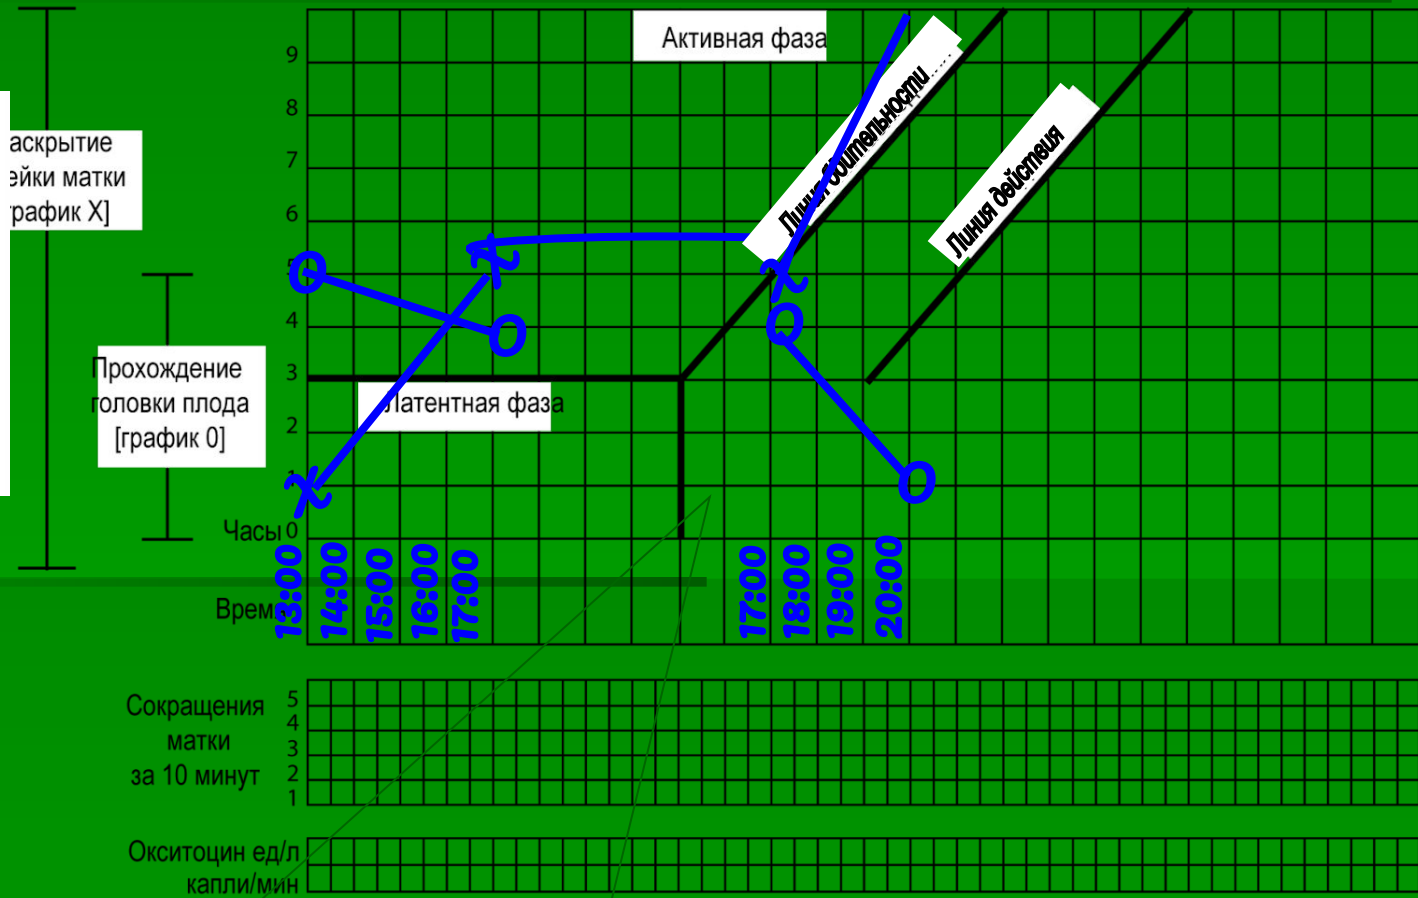 Активная фаза
9
8
7
6
5
4
3
2
1
0
аскрытие
ейки матки
рафик X]
Линия бдительности
Линия действия
X
O
X
O
X
O
O
Прохождение
головки плода
[график 0]
Латентная фаза
Часы
Время
13:00
14:00
15:00
16:00
17:00
17:00
18:00
19:00
20:00
Сокращения
матки
за 10 минут
5
4
3
2
1
Окситоцин ед/л
капли/мин